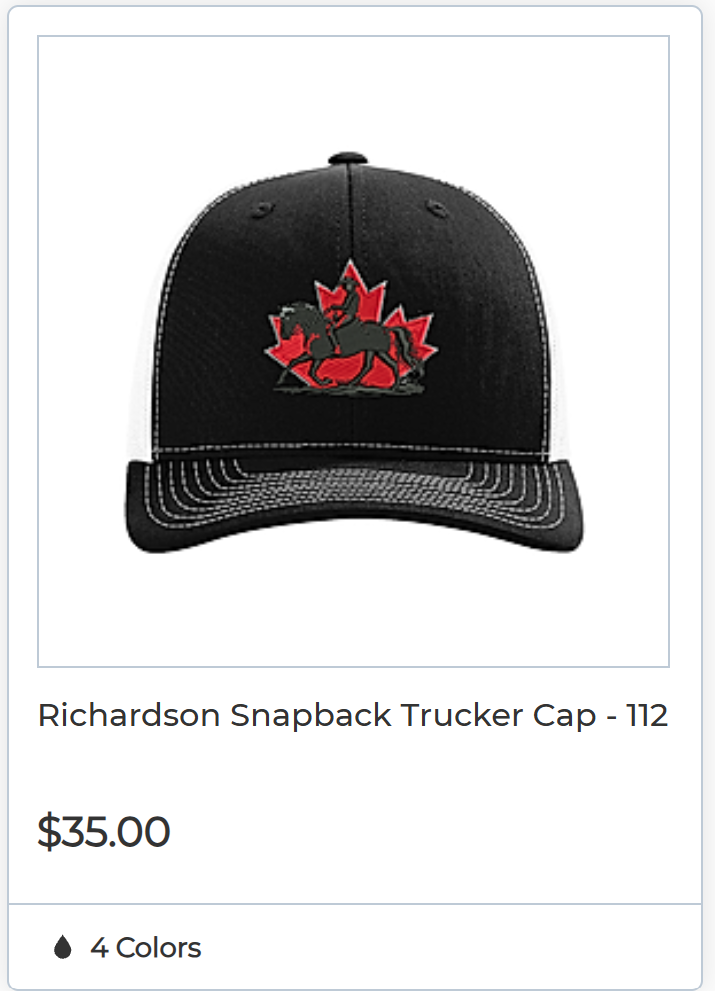 Richardson Snapback Trucker Cap - 112
$35.00
4 Colors